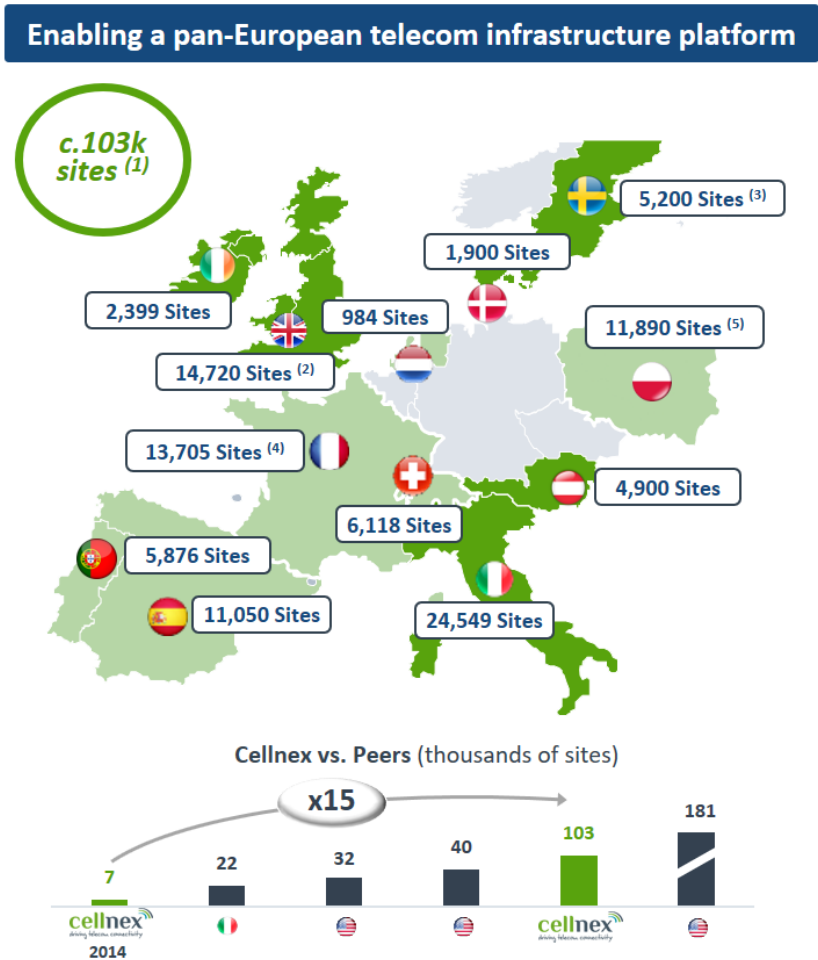 Enabling a pan-European telecom infrastructure platform
c.103k
sites (1)
5,200 Sites (3)
1,900 Sites
2,399 Sites
984 Sites
11,890 Sites (5)
14,720 Sites (2)
13,705 Sites (4)
4,900 Sites
6,118 Sites
5,876 Sites
11,050 Sites
24,549 Sites
Cellnex vs. Peers (thousands of sites)
x15
7
22
32
40
103
181
cellnex
driving telecom connectivity
2014
cellnex
driving telecom connectivity